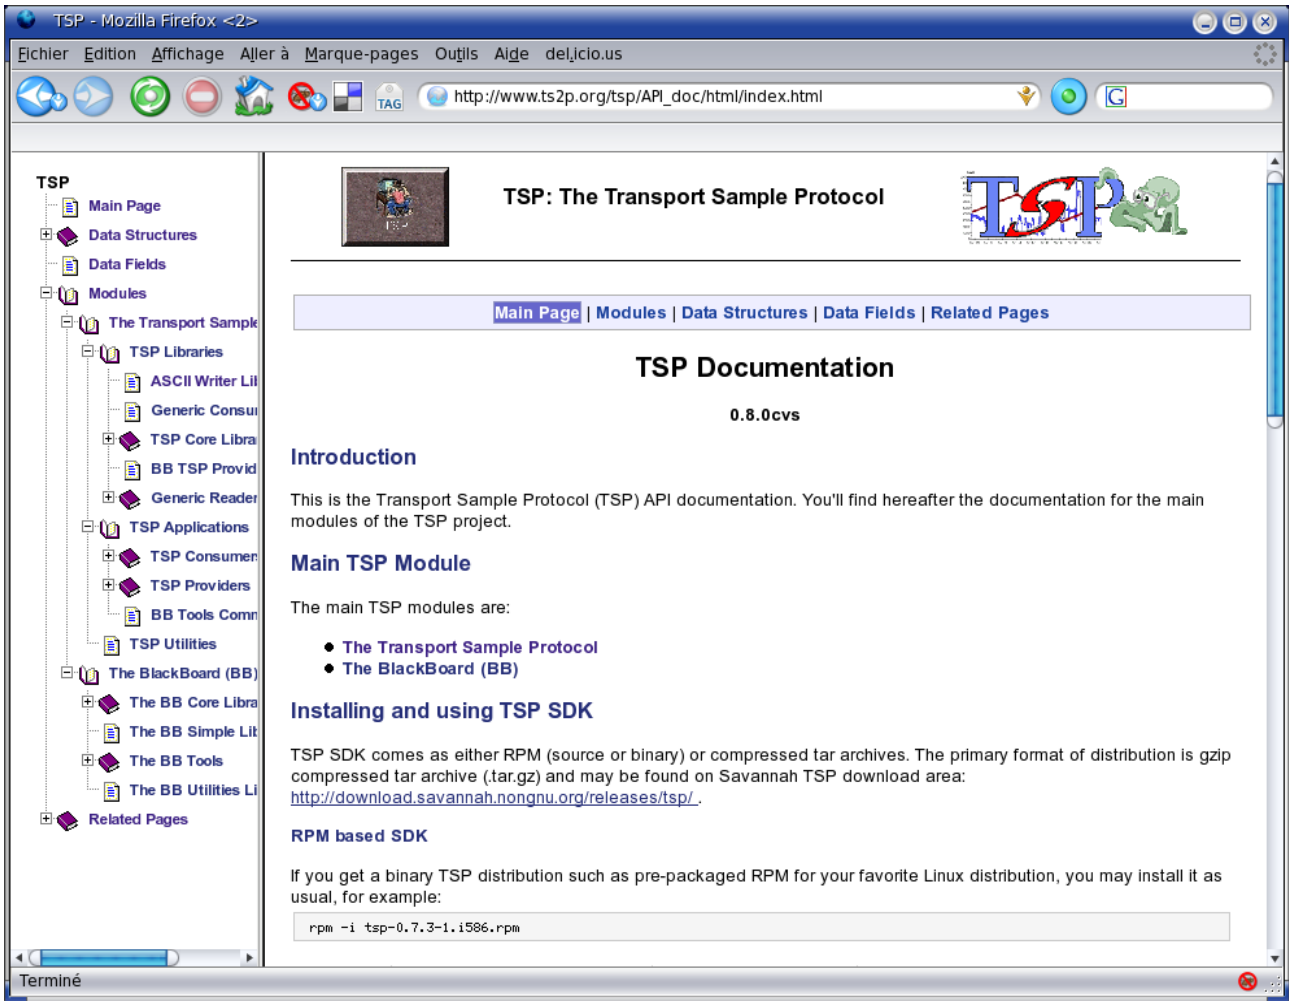 TSP - Mozilla Firefox <2>
Fichier Edition Affichage Aller à Marque-pages Outils Aide del.icio.us
TAG http://www.ts2p.org/tsp/API_doc/html/index.html G
TSP
Main Page
Data Structures
Data Fields
Modules
The Transport Sample
TSP Libraries
ASCII Writer Lib
Generic Consu
TSP Core Libra
BB TSP Provid
Generic Reader
TSP Applications
TSP Consumer
TSP Providers
BB Tools Comm
TSP Utilities
The BlackBoard (BB)
The BB Core Libra
The BB Simple Lib
The BB Tools
The BB Utilities Li
Related Pages
TSP
TSP: The Transport Sample Protocol
TSP
Main Page | Modules | Data Structures | Data Fields | Related Pages
TSP Documentation
0.8.0cvs
Introduction
This is the Transport Sample Protocol (TSP) API documentation. You'll find hereafter the documentation for the main
modules of the TSP project.
Main TSP Module
The main TSP modules are:
The Transport Sample Protocol
The BlackBoard (BB)
Installing and using TSP SDK
TSP SDK comes as either RPM (source or binary) or compressed tar archives. The primary format of distribution is gzip
compressed tar archive (.tar.gz) and may be found on Savannah TSP download area:
http://download.savannah.nongnu.org/releases/tsp/ .
RPM based SDK
If you get a binary TSP distribution such as pre-packaged RPM for your favorite Linux distribution, you may install it as
usual, for example:
rpm -i tsp-0.7.3-1.i586.rpm
Terminé